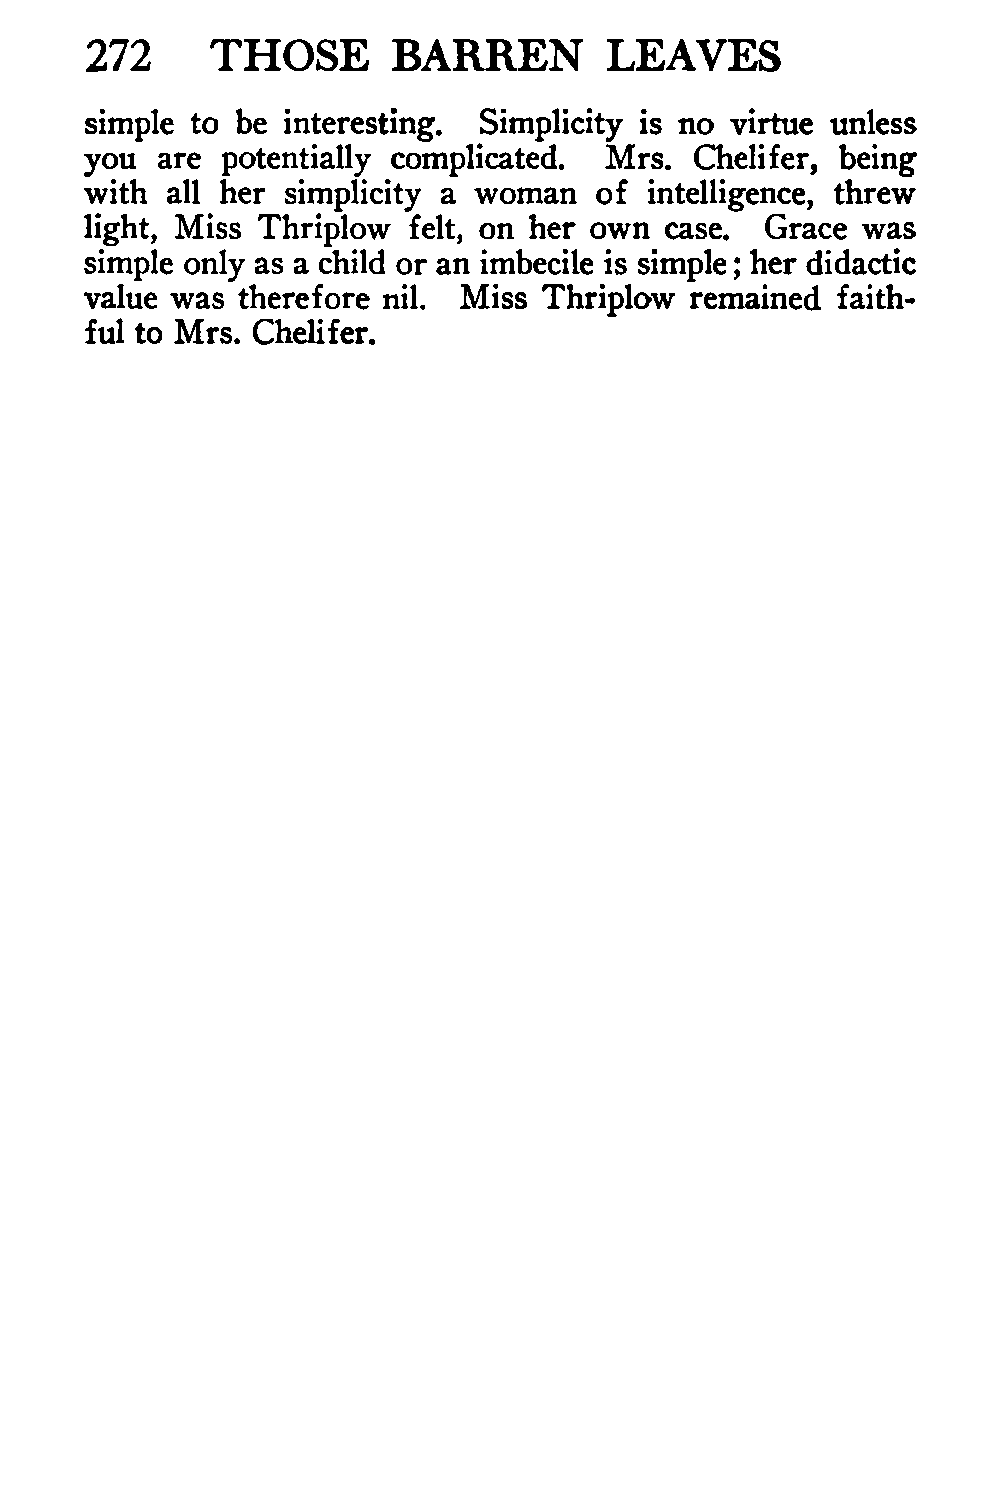 272 THOSE BARREN LEAVES
simple to be interesting. Simplicity is no virtue unless
you are potentially complicated. Mrs. Chelifer, being
with all her simplicity a woman of intelligence, threw
light, Miss Thriplow felt, on her own case. Grace was
simple only as a child or an imbecile is simple; her didactic
value was therefore nil. Miss Thriplow remained faith-
ful to Mrs. Chelifer.